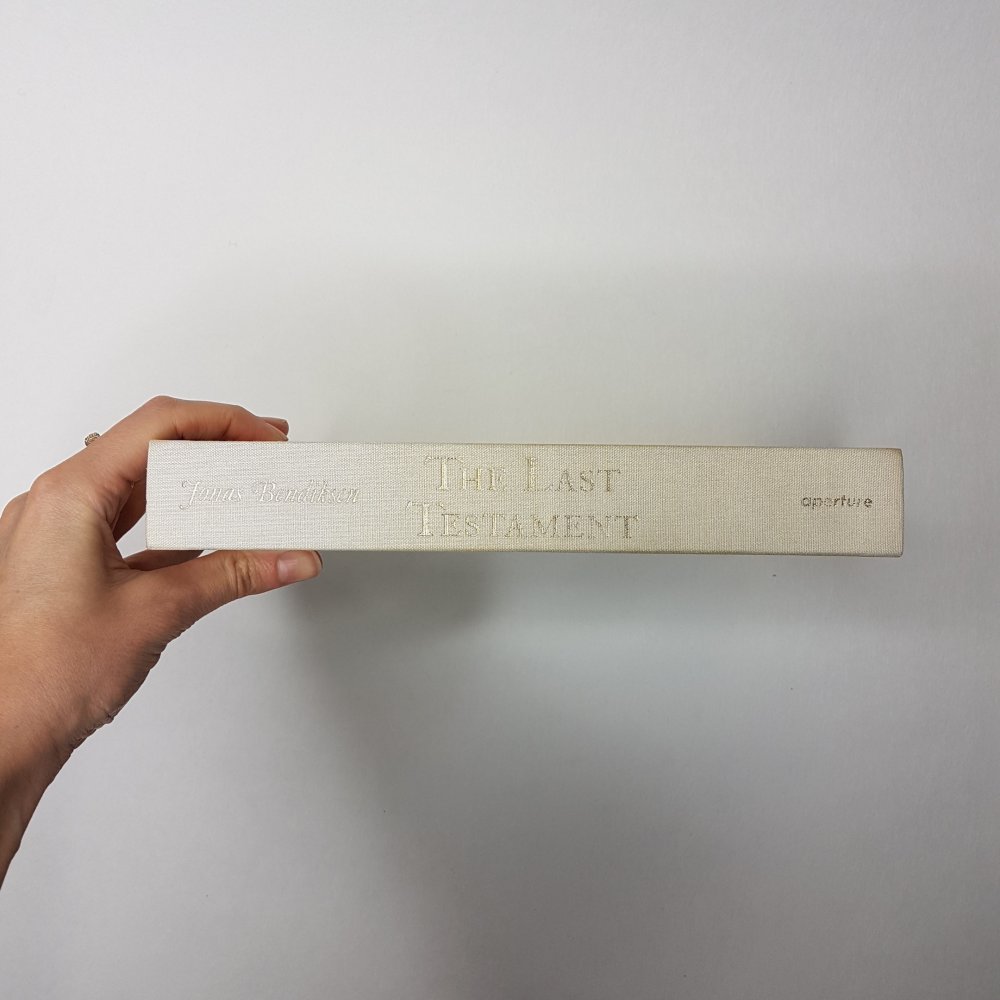 Jonas Bendiksen
The Last
Testament
aperture